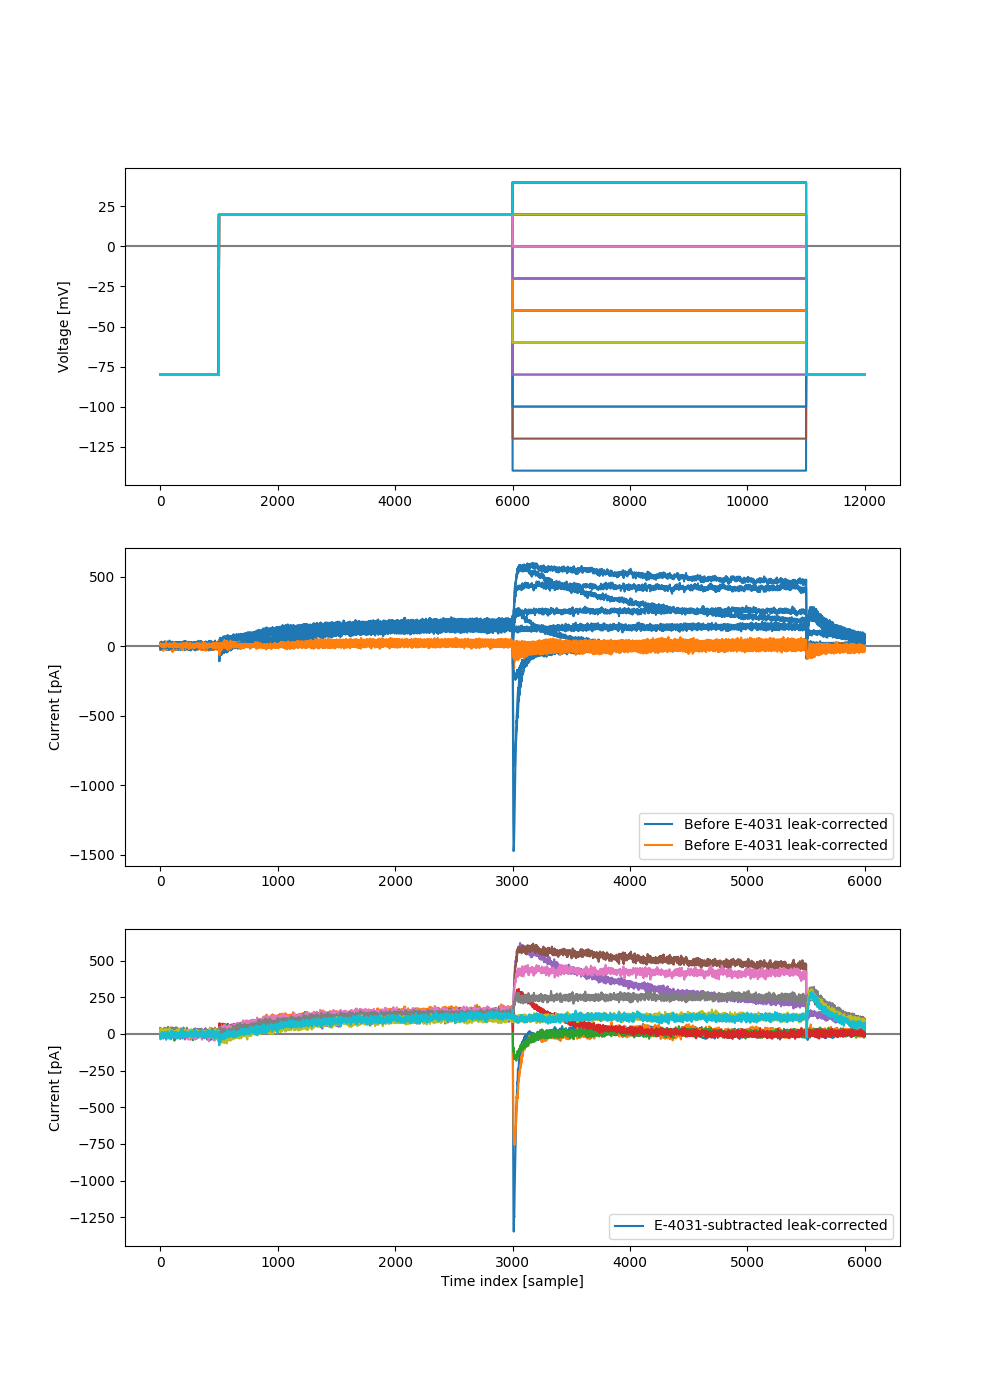 25
0
−25
−50
−75
−100
−125
Voltage [mV]
0 2000 4000 6000 8000 10000 12000
500
0
−500
−1000
−1500
Current [pA]
Before E-4031 leak-corrected
Before E-4031 leak-corrected
0 1000 2000 3000 4000 5000 6000
500
250
0
−250
−500
−750
−1000
−1250
Current [pA]
E-4031-subtracted leak-corrected
0 1000 2000 3000 4000 5000 6000
Time index [sample]